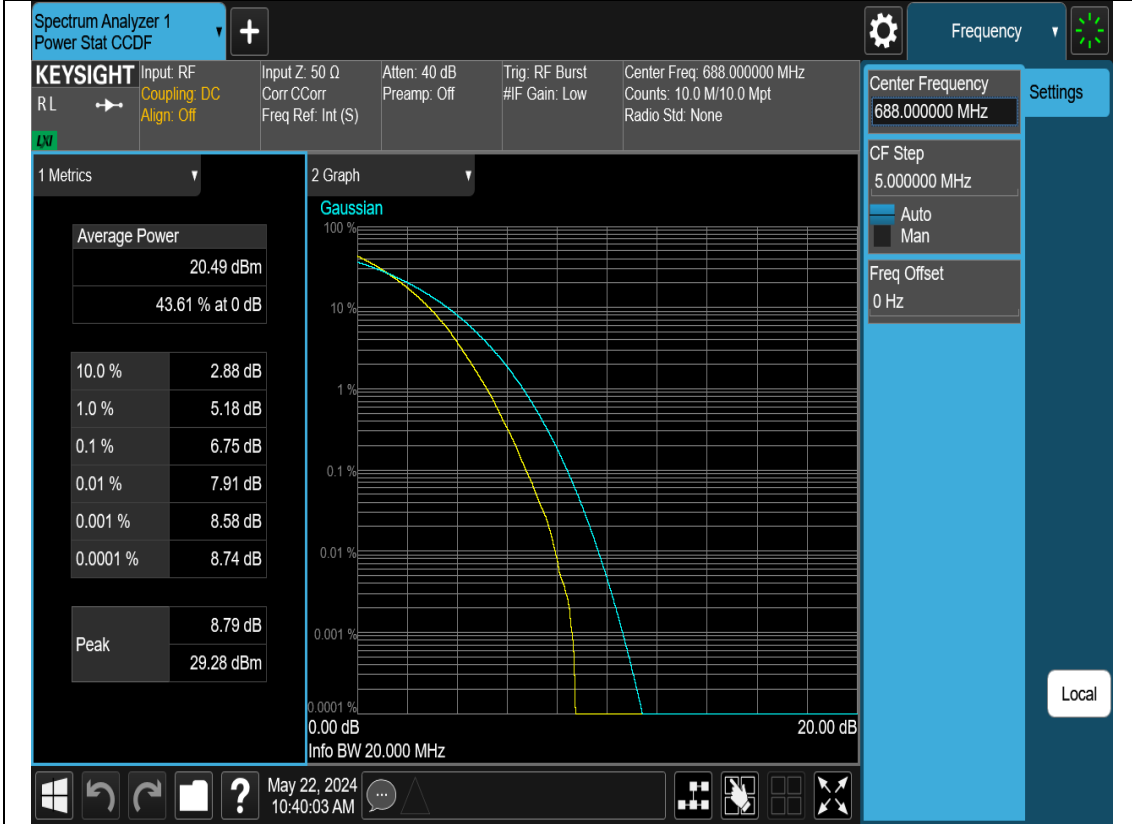 Spectrum Analyzer 1
Power Stat CCDF
Frequency
KEYSIGHT
RL
LXI
Input: RF
Coupling: DC
Align: Off
Input Z: 50 Ω
Corr CCorr
Freq Ref: Int (S)
Atten: 40 dB
Preamp: Off
Trig: RF Burst
#IF Gain: Low
Center Freq: 688.000000 MHz
Counts: 10.0 M/10.0 Mpt
Radio Std: None
Center Frequency
688.000000 MHz
Settings
CF Step
5.000000 MHz
Auto
Man
Freq Offset
0 Hz
1 Metrics
Average Power
20.49 dBm
43.61 % at 0 dB
10.0 % 2.88 dB
1.0 % 5.18 dB
0.1 % 6.75 dB
0.01 % 7.91 dB
0.001 % 8.58 dB
0.0001 % 8.74 dB
Peak
8.79 dB
29.28 dBm
2 Graph
Gaussian
100 %
10 %
1 %
0.1 %
0.01 %
0.001 %
0.0001 %
0.00 dB 20.00 dB
Info BW 20.000 MHz
Local
?
May 22, 2024
10:40:03 AM